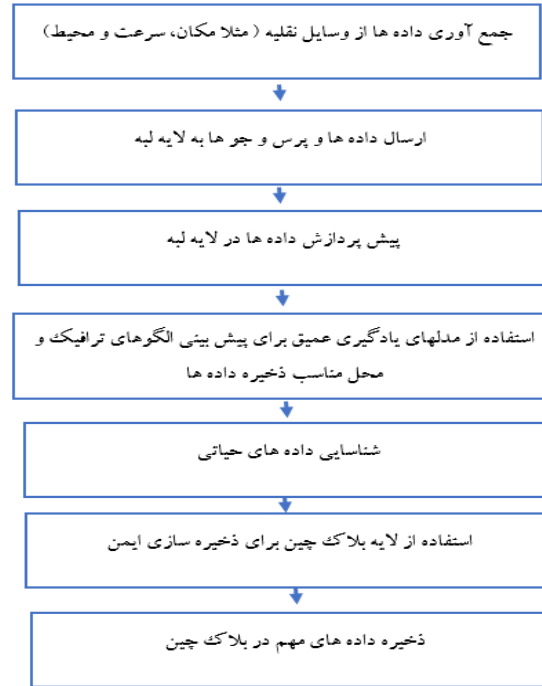 جمع آوری داده ها از وسایل نقلیه ( مثلا مکان، سرعت و محیط)
ارسال داده ها و پرس و جو ها به لایه لبه
پیش پردازش داده ها در لایه لبه
استفاده از مدلهای یادگیری عمیق برای پیش بینی الگوهای ترافیک و
محل مناسب ذخیره داده ها
شناسایی داده های حیاتی
استفاده از لایه بلاک چین برای ذخیره سازی ایمن
ذخیره داده های مهم در بلاک چین